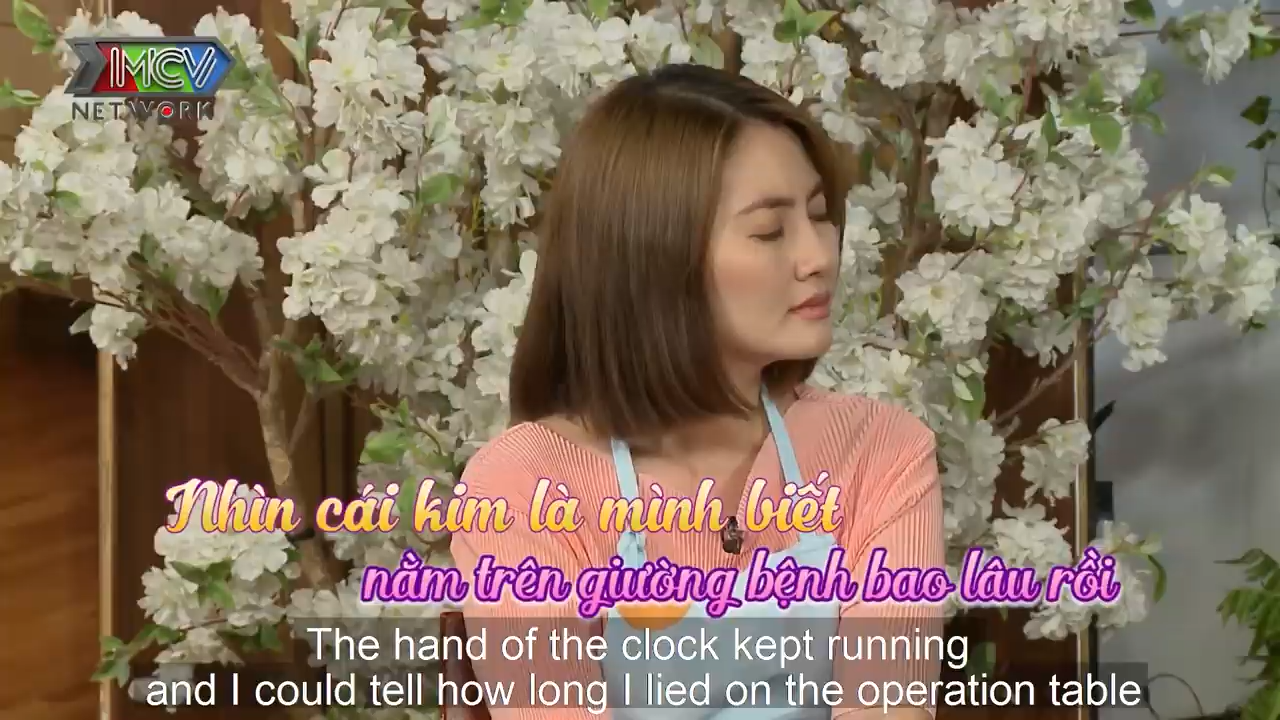 MCV
NETWORK
Nhìn cái kim là mình biết
nằm trên giường bệnh bao lâu rồi
The hand of the clock kept running
and I could tell how long I lied on the operation table